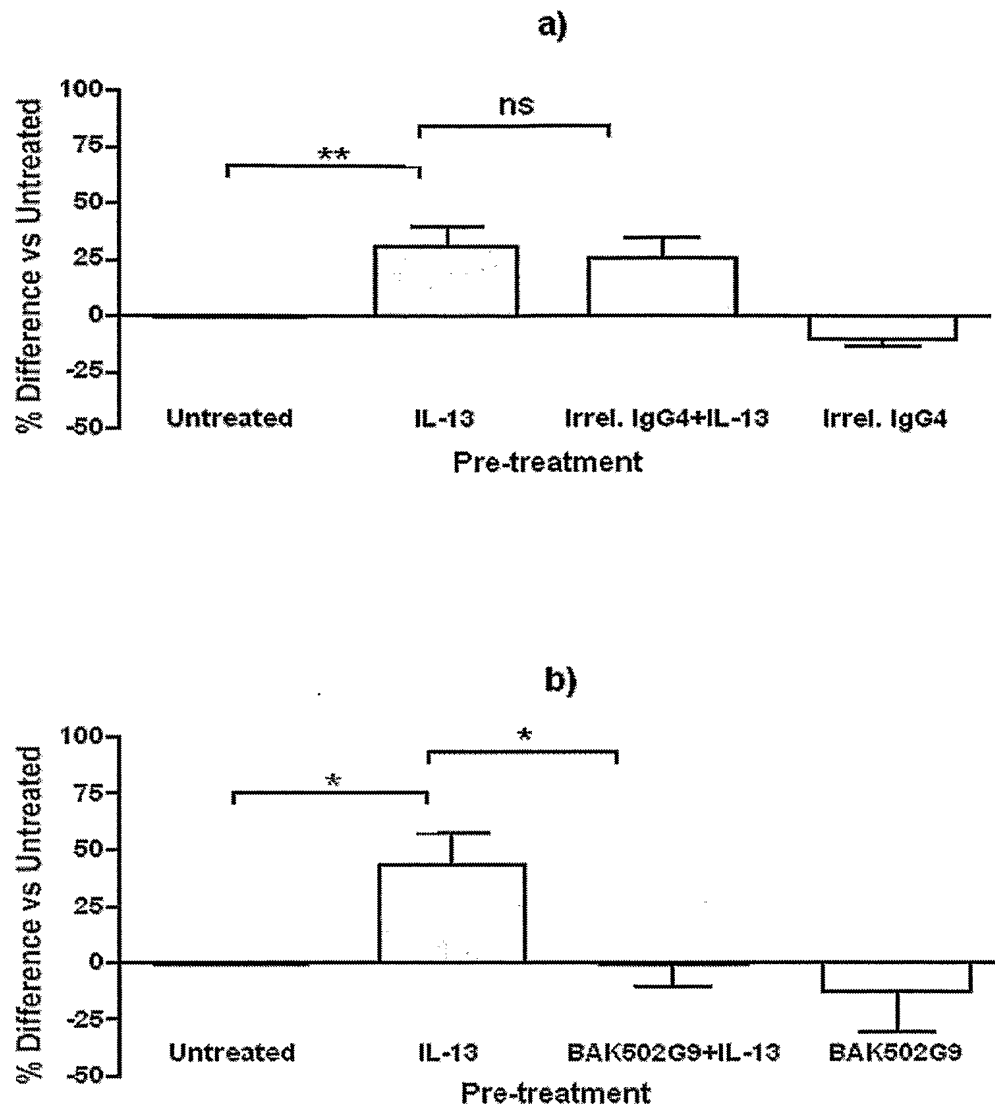 a)
% Difference vs Untreated
100
75
50
25
0
-25
-50
**
ns
Untreated IL-13 Irrel. IgG4+IL-13 Irrel. IgG4
Pre-treatment
b)
% Difference vs Untreated
100
75
50
25
0
-25
-50
*
*
Untreated IL-13 BAK502G9+IL-13 BAK502G9
Pre-treatment